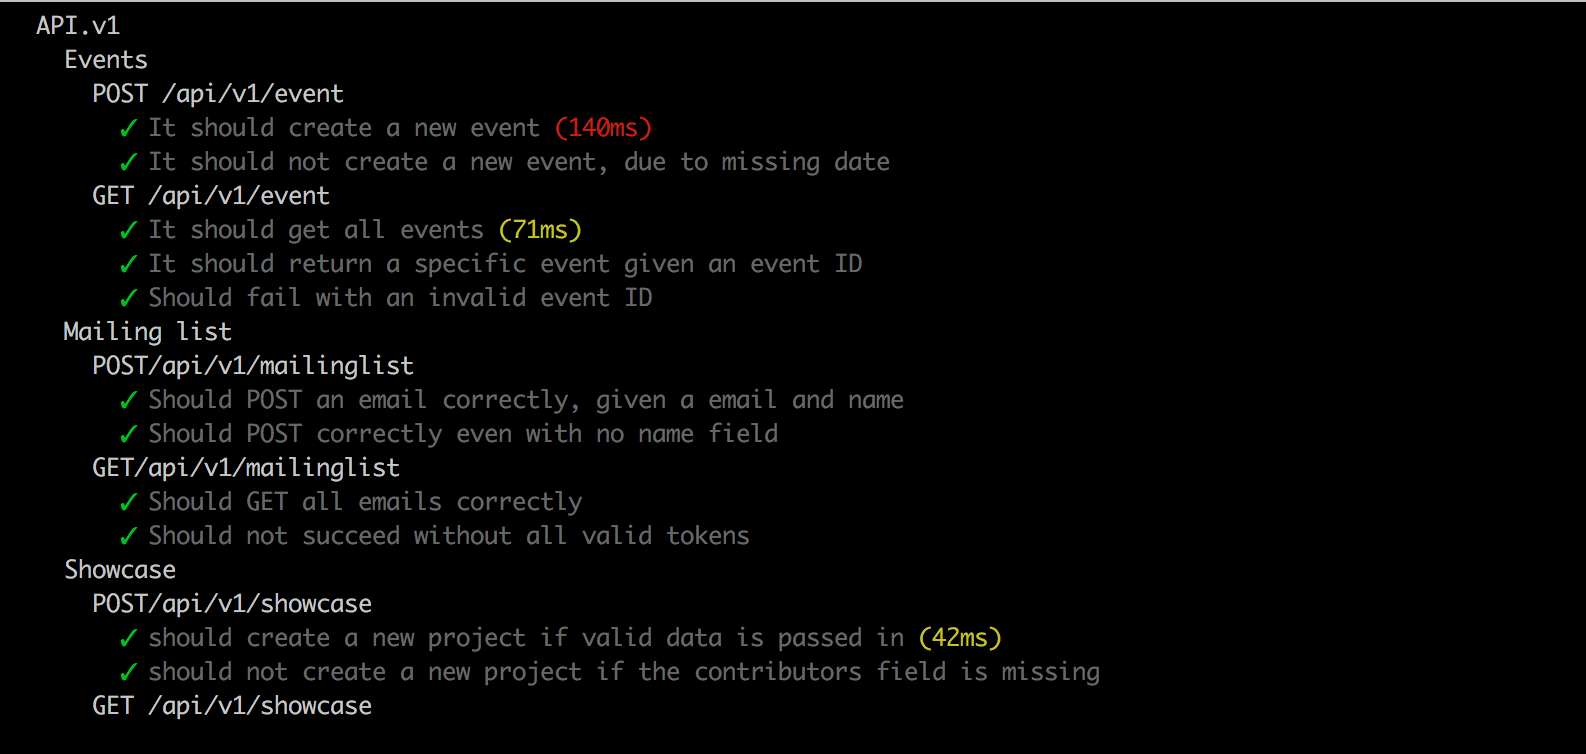 API.v1
Events
POST /api/v1/event
✓ It should create a new event (140ms)
✓ It should not create a new event, due to missing date
GET /api/v1/event
✓ It should get all events (71ms)
✓ It should return a specific event given an event ID
✓ Should fail with an invalid event ID
Mailing list
POST/api/v1/mailinglist
✓ Should POST an email correctly, given a email and name
✓ Should POST correctly even with no name field
GET/api/v1/mailinglist
✓ Should GET all emails correctly
✓ Should not succeed without all valid tokens
Showcase
POST/api/v1/showcase
✓ should create a new project if valid data is passed in (42ms)
✓ should not create a new project if the contributors field is missing
GET /api/v1/showcase